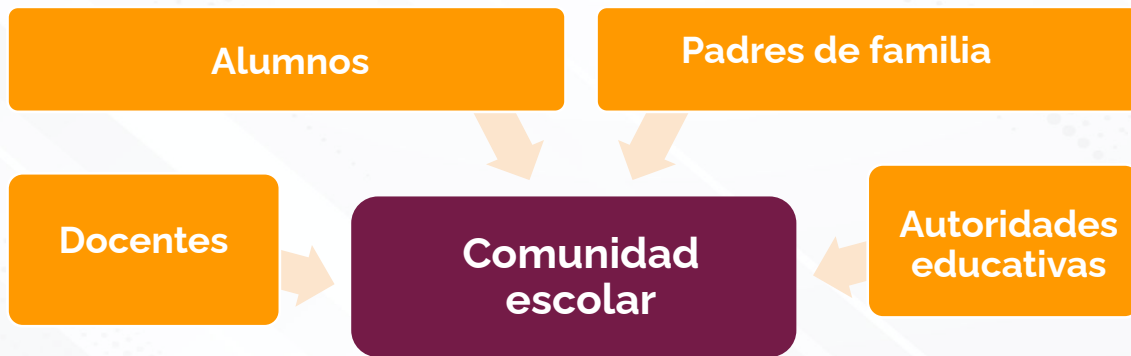 Alumnos
Padres de familia
Docentes
Comunidad
escolar
Autoridades
educativas